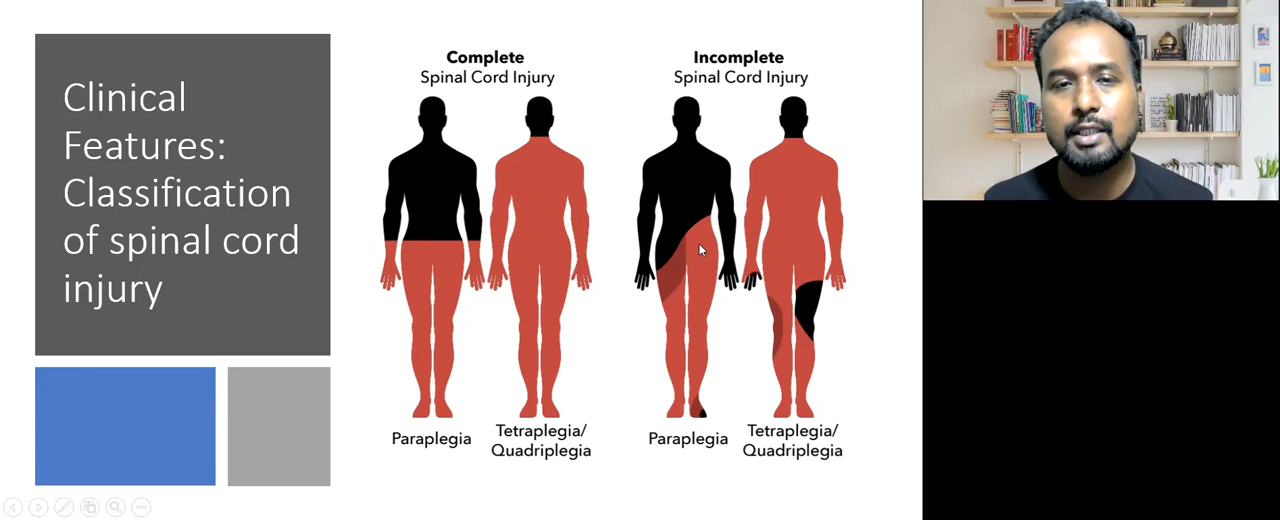 Clinical
Features:
Classification
of spinal cord
injury
Complete
Spinal Cord Injury
Incomplete
Spinal Cord Injury
Paraplegia
Tetraplegia/
Quadriplegia
Paraplegia
Tetraplegia/
Quadriplegia